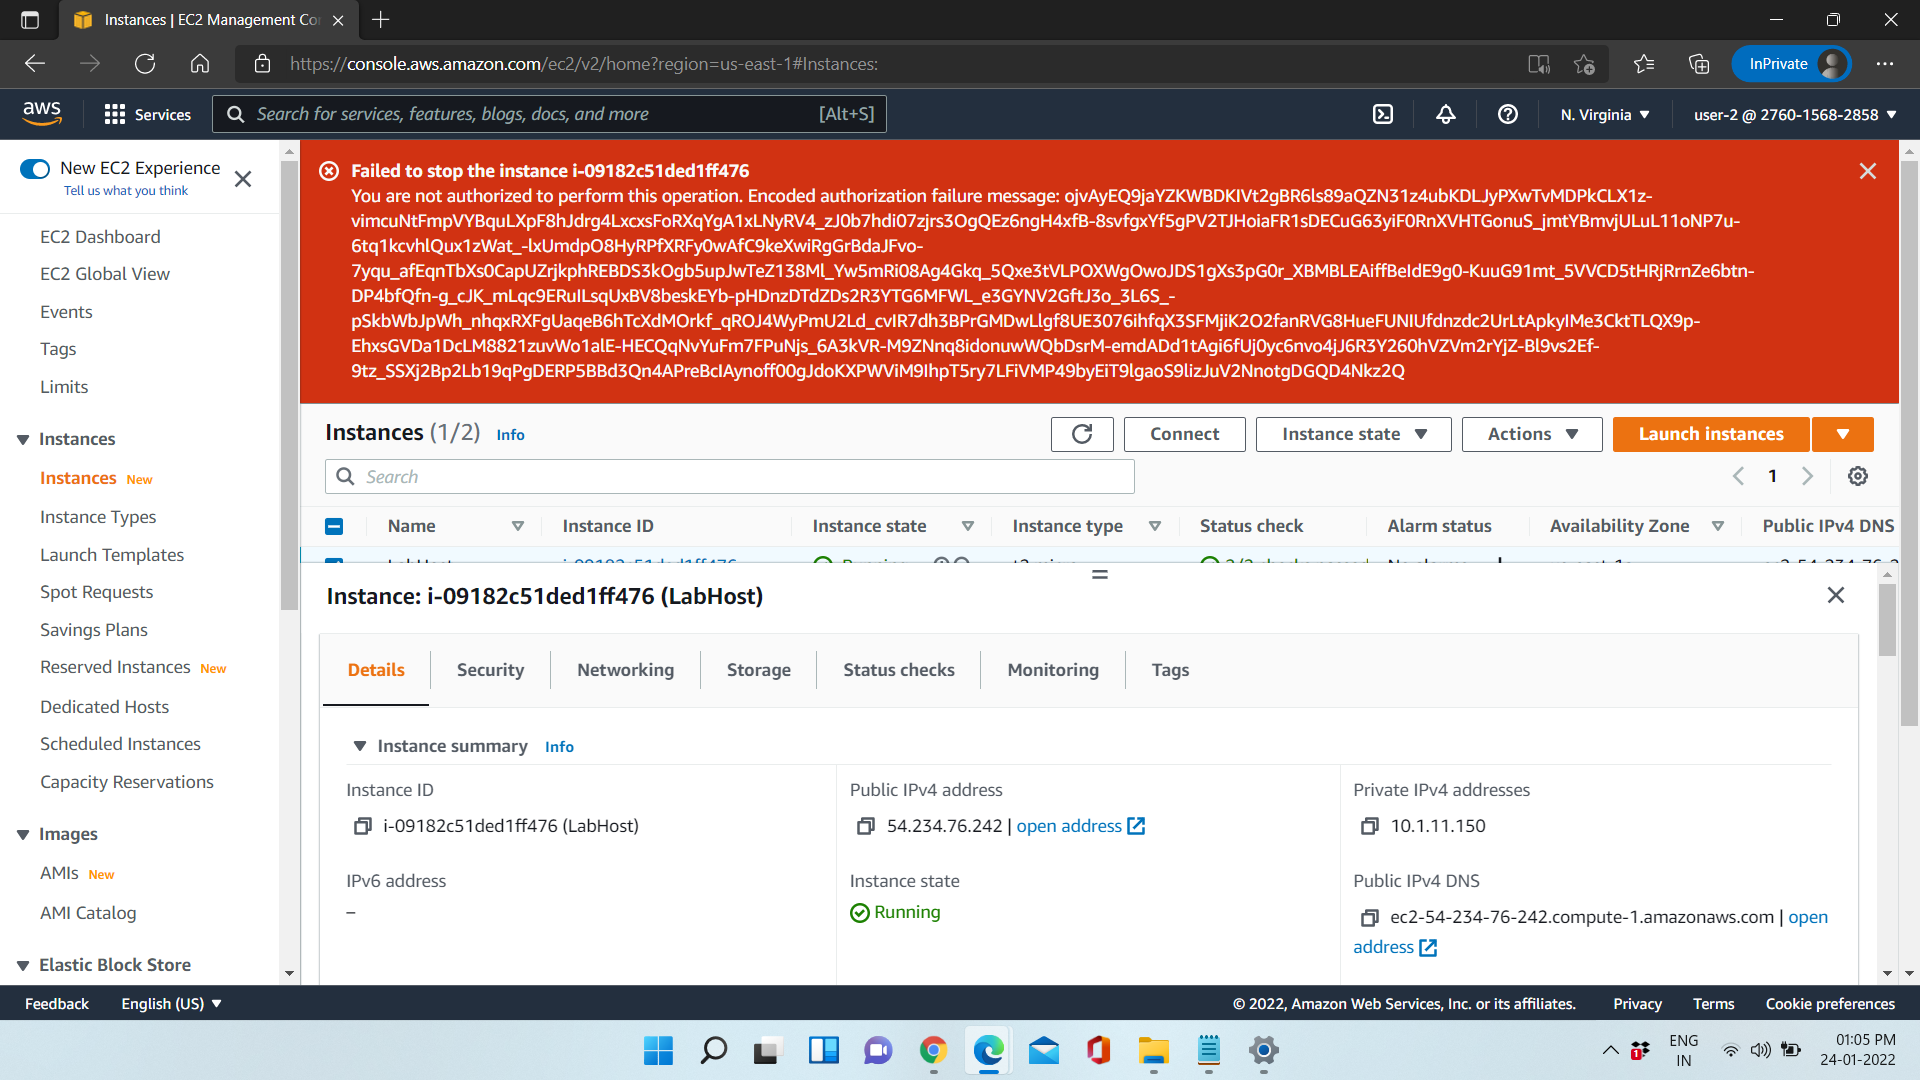 Instances | EC2 Management Co
https://console.aws.amazon.com/ec2/v2/home?region=us-east-1#Instances:
InPrivate
aws
Services
Search for services, features, blogs, docs, and more
[Alt+S]
N. Virginia
user-2 @ 2760-1568-2858
New EC2 Experience
Tell us what you think
EC2 Dashboard
EC2 Global View
Events
Tags
Limits
Instances
Instances New
Instance Types
Launch Templates
Spot Requests
Savings Plans
Reserved Instances New
Dedicated Hosts
Scheduled Instances
Capacity Reservations
Images
AMIs New
AMI Catalog
Elastic Block Store
Failed to stop the instance i-09182c51ded1ff476
You are not authorized to perform this operation. Encoded authorization failure message: ojvAyEQ9jaYZKWBDKIVt2gBR6ls89aQZN31z4ubKDLJyPXwTvMDPkCLX1z-
vimcuNtFmpVYBquLXpF8hJdrg4LxcxsFoRXqYgA1xLNyRV4_zJ0b7hdi07zjrs3OgQEz6ngH4xfB-8svfgxYf5gPV2TJHoiaFR1sDECuG63yiF0RnXVHTGonuS_jmtYBmvjULuL11oNP7u-
6tq1kcvhlQux1zWat_-lxUmdpO8HyRPfXRFy0wAfC9keXwiRgGrBdaJFvo-
7yqu_afEqnTbXs0CapUZrjkphREBDS3kOgb5upJwTeZ138Ml_Yw5mRi08Ag4Gkq_5Qxe3tVLPOXWgOwoJDS1gXs3pG0r_XBMBLEAiffBeIdE9g0-KuuG91mt_5VVCD5tHRjRrnZe6btn-
DP4bfQfn-g_cJK_mLqc9ERuILsqUxBV8beskEYb-pHDnzDTdZDs2R3YTG6MFWL_e3GYNV2GftJ3o_3L6S_-
pSkbWbJpWh_nhqxRXFgUaqeB6hTcXdMOrkf_qROJ4WyPmU2Ld_cvIR7dh3BPrGMDwLlgf8UE3076ihfqX3SFMjiK2O2fanRVG8HueFUNIUfdnzdc2UrLtApkyIMe3CktTLQX9p-
EhxsGVDa1DcLM8821zuvWo1alE-HECQqNvYuFm7FPuNjs_6A3kVR-M9ZNnq8idonuwWQbDsrM-emdADd1tAgi6fUj0yc6nvo4jJ6R3Y260hVZVm2rYjZ-Bl9vs2Ef-
9tz_SSXj2Bp2Lb19qPgDERP5BBd3Qn4APreBcIAynoff00gJdoKXPWViM9IhpT5ry7LFiVMP49byEiT9lgaoS9lizJuV2NnotgDGQD4Nkz2Q
Instances (1/2) Info
Connect
Instance state
Actions
Launch instances
Search
1
Name
Instance ID
Instance state
Instance type
Status check
Alarm status
Availability Zone
Public IPv4 DNS
Instance: i-09182c51ded1ff476 (LabHost)
Details
Security
Networking
Storage
Status checks
Monitoring
Tags
Instance summary Info
Instance ID
i-09182c51ded1ff476 (LabHost)
Public IPv4 address
54.234.76.242 | open address
Private IPv4 addresses
10.1.11.150
IPv6 address
–
Instance state
Running
Public IPv4 DNS
ec2-54-234-76-242.compute-1.amazonaws.com | open
address
Feedback
English (US)
© 2022, Amazon Web Services, Inc. or its affiliates.
Privacy
Terms
Cookie preferences
1
ENG
IN
01:05 PM
24-01-2022